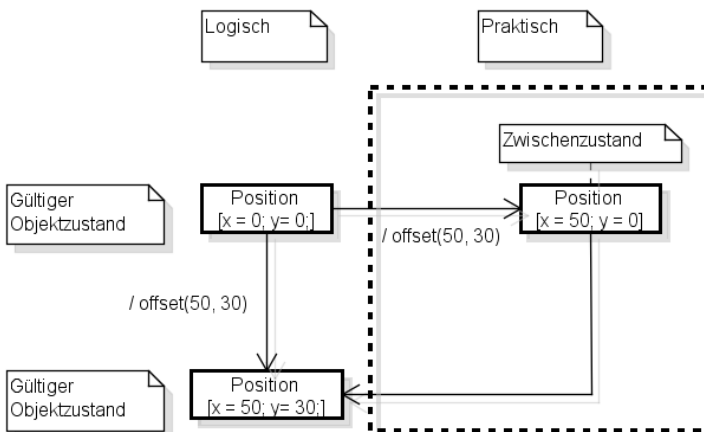 Logisch
Praktisch
Zwischenzustand
Gültiger
Objektzustand
Position
[x = 0; y= 0;]
Position
[x = 50; y = 0]
/ offset(50, 30)
/ offset(50, 30)
Gültiger
Objektzustand
Position
[x = 50; y= 30;]